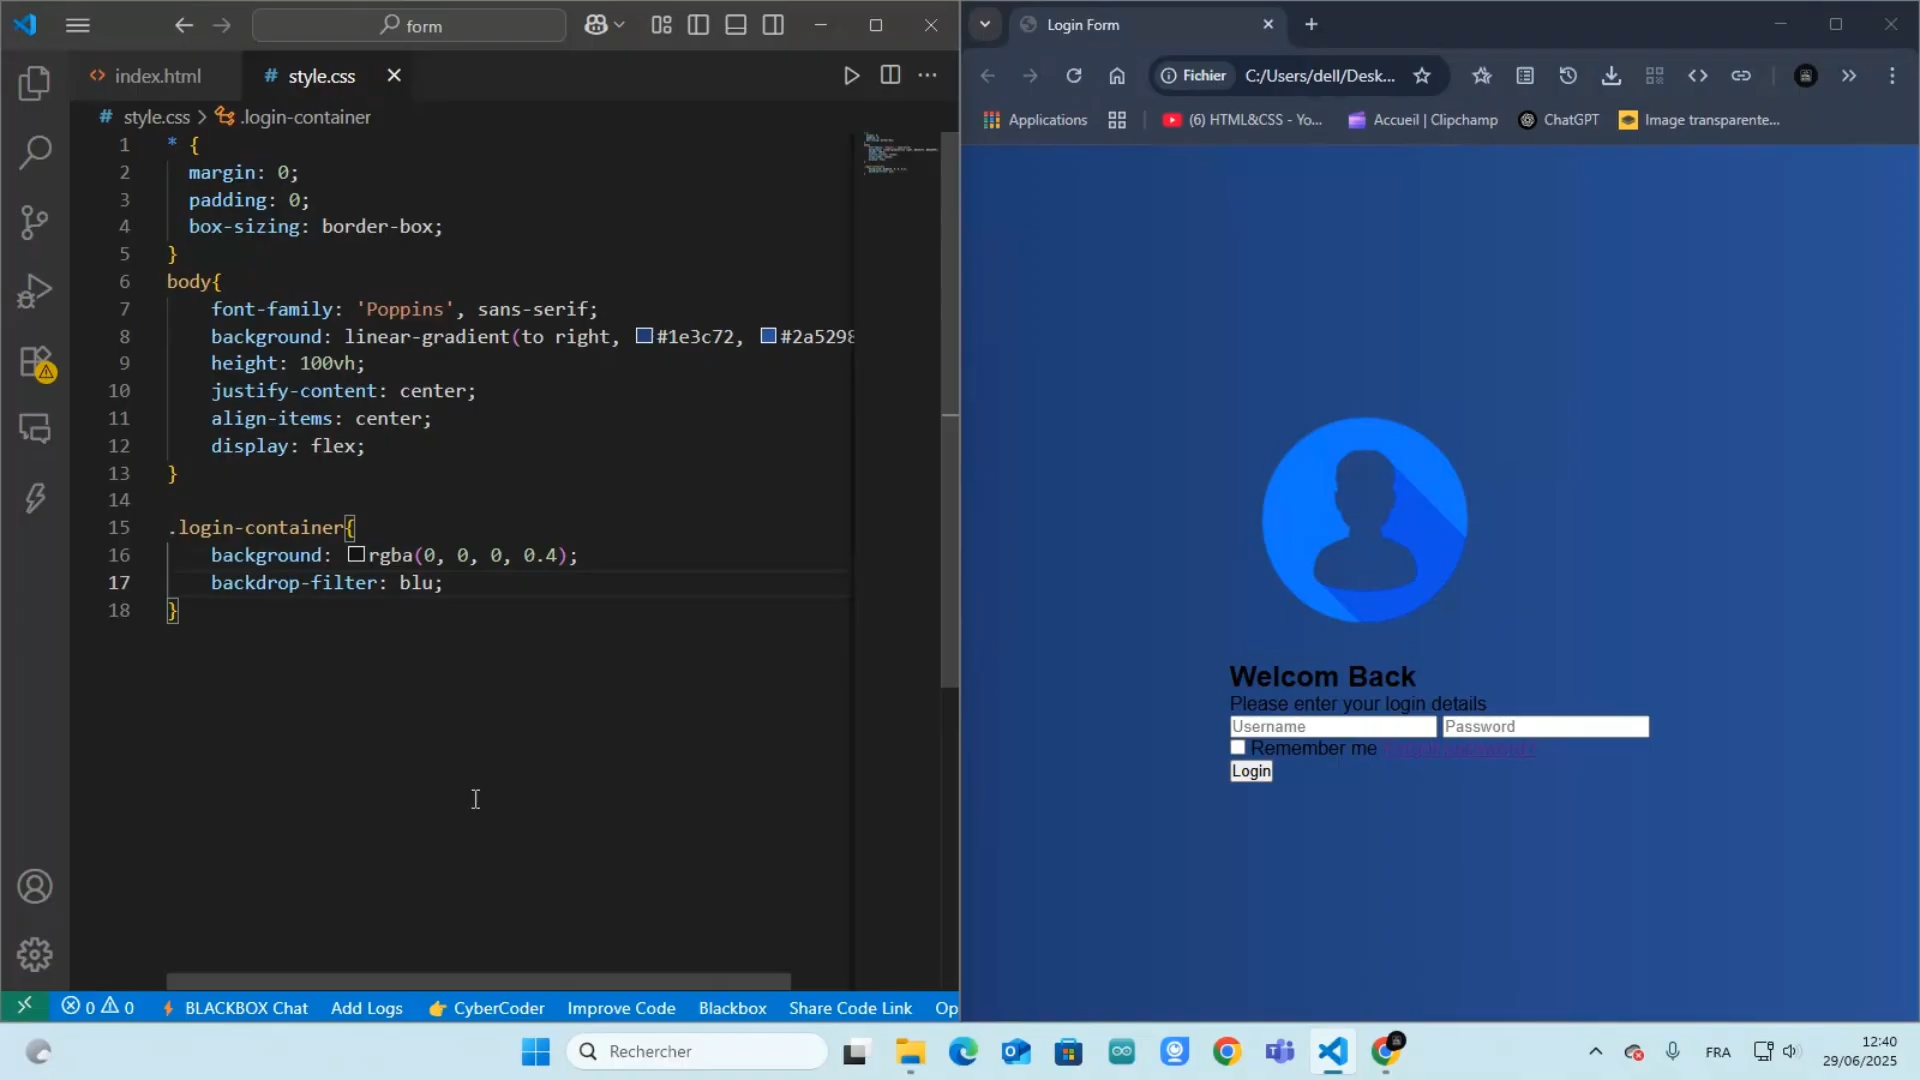 form
index.html
# style.css
# style.css > .login-container
1 * {
2 margin: 0;
3 padding: 0;
4 box-sizing: border-box;
5 }
6 body{
7 font-family: 'Poppins', sans-serif;
8 background: linear-gradient(to right, #1e3c72, #2a5298
9 height: 100vh;
10 justify-content: center;
11 align-items: center;
12 display: flex;
13 }
14
15 .login-container{
16 background: rgba(0, 0, 0, 0.4);
17 backdrop-filter: blu;
18 }
0 0 BLACKBOX Chat Add Logs CyberCoder Improve Code Blackbox Share Code Link Op
Login Form
Fichier C:/Users/dell/Desk...
Applications (6) HTML&CSS - Yo... Accueil | Clipchamp ChatGPT Image transparente...
Welcom Back
Please enter your login details
Username Password
Remember me
Login
Rechercher
FRA
12:40
29/06/2025